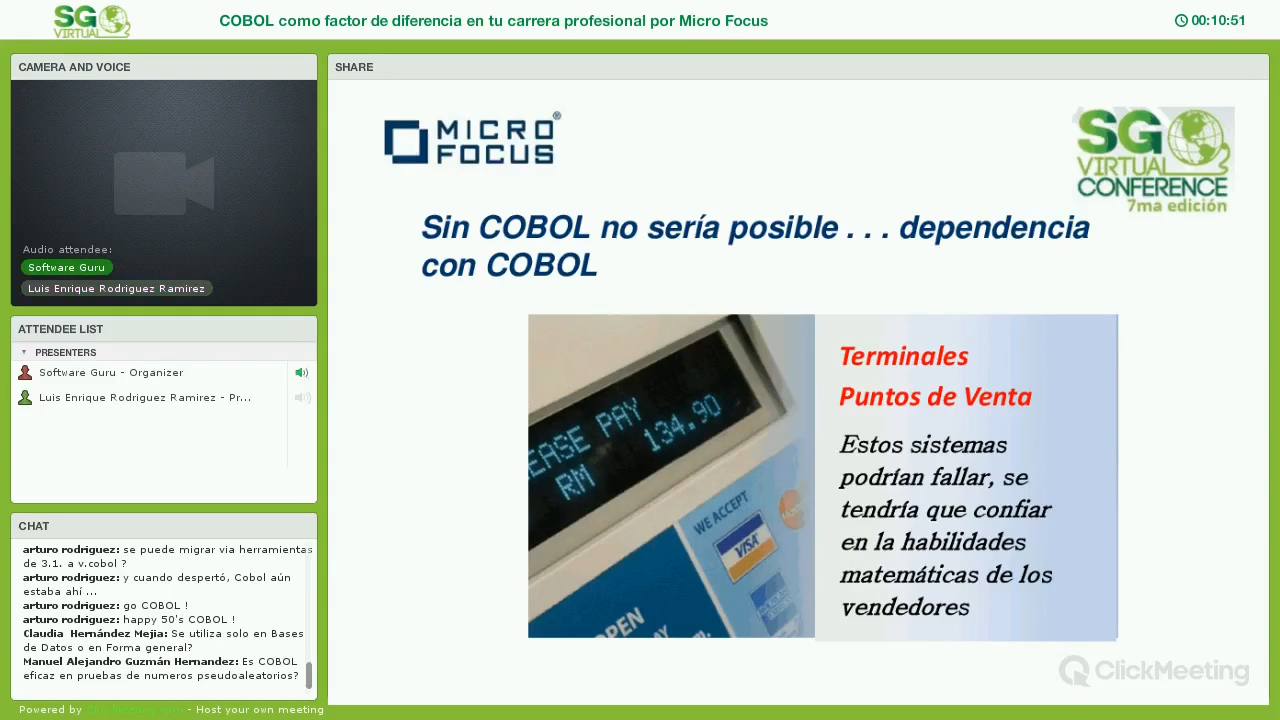 SG VIRTUAL
COBOL como factor de diferencia en tu carrera profesional por Micro Focus
00:10:51
CAMERA AND VOICE
Audio attendee:
Software Guru
Luis Enrique Rodriguez Ramirez
ATTENDEE LIST
PRESENTERS
Software Guru - Organizer
Luis Enrique Rodriguez Ramirez - Pr...
CHAT
arturo rodriguez: se puede migrar via herramientas
de 3.1. a v.cobol ?
arturo rodriguez: y cuando despertó, Cobol aún
estaba ahí ...
arturo rodriguez: go COBOL !
arturo rodriguez: happy 50's COBOL !
Claudia Hernández Mejia: Se utiliza solo en Bases
de Datos o en Forma general?
Manuel Alejandro Guzmán Hernandez: Es COBOL
eficaz en pruebas de numeros pseudoaleatorios?
Powered by ClickMeeting.com - Host your own meeting
SHARE
MICRO
FOCUS®
SG
VIRTUAL
CONFERENCE
7ma edición
Sin COBOL no sería posible . . . dependencia
con COBOL
EASE PAY
RM 134.90
WE ACCEPT
VISA
OPEN
Terminales
Puntos de Venta
Estos sistemas
podrían fallar, se
tendría que confiar
en la habilidades
matemáticas de los
vendedores
ClickMeeting